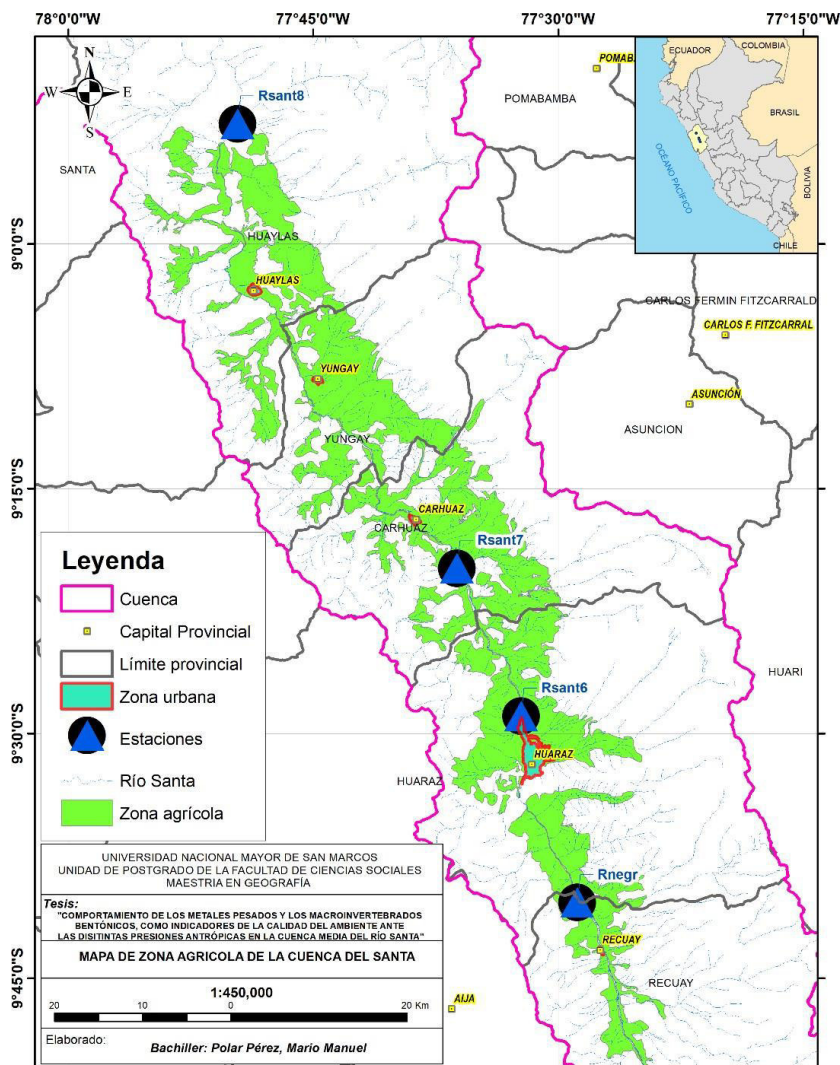 78°0'0"W
77°45'0"W
77°30'0"W
77°15'0"W
N
W
E
S
Rsant8
POMABA
POMABAMBA
SANTA
ECUADOR
COLOMBIA
BRASIL
BOLIVIA
CHILE
OCÉANO PACÍFICO
9°0'0"S
HUAYLAS
HUAYLAS
CARLOS FERMIN FITZCARRALD
CARLOS F. FITZCARRAL
YUNGAY
ASUNCIÓN
YUNGAY
ASUNCION
9°15'0"S
CARHUAZ
CARHUAZ
Rsant7
Leyenda
Cuenca
Capital Provincial
Límite provincial
Zona urbana
Estaciones
Río Santa
Zona agrícola
HUARI
Rsant6
9°30'0"S
HUARAZ
HUARAZ
Rnegr
RECUAY
RECUAY
9°45'0"S
AIJA
UNIVERSIDAD NACIONAL MAYOR DE SAN MARCOS
UNIDAD DE POSTGRADO DE LA FACULTAD DE CIENCIAS SOCIALES
MAESTRIA EN GEOGRAFÍA
Tesis:
"COMPORTAMIENTO DE LOS METALES PESADOS Y LOS MACROINVERTEBRADOS
BENTÓNICOS, COMO INDICADORES DE LA CALIDAD DEL AMBIENTE ANTE
LAS DISITINTAS PRESIONES ANTRÓPICAS EN LA CUENCA MEDIA DEL RÍO SANTA"
MAPA DE ZONA AGRICOLA DE LA CUENCA DEL SANTA
1:450,000
20 10 0 20 Km
Elaborado:
Bachiller: Polar Pérez, Mario Manuel